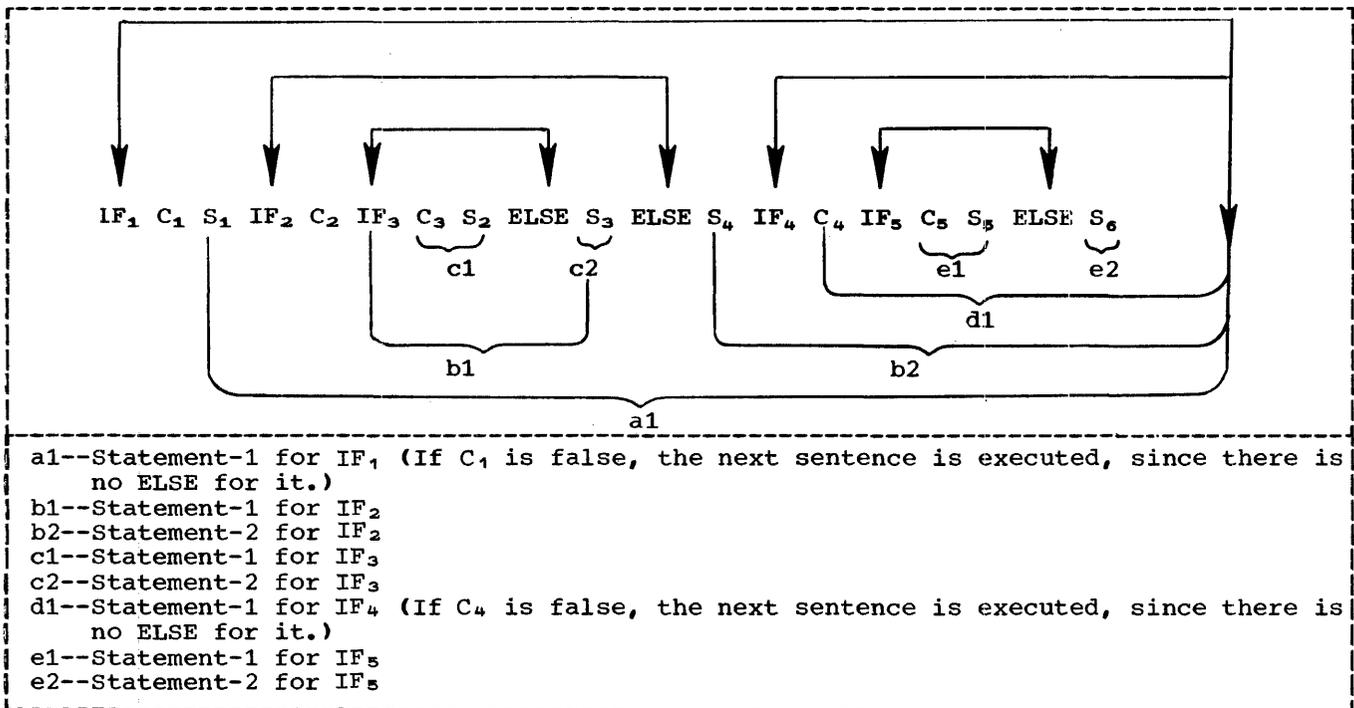 IF₁ C₁ S₁ IF₂ C₂ IF₃ C₃ S₂ ELSE S₃ ELSE S₄ IF₄ C₄ IF₅ C₅ S₅ ELSE S₆
c1 c2 e1 e2
d1
b1 b2
a1
a1--Statement-1 for IF₁ (If C₁ is false, the next sentence is executed, since there is
no ELSE for it.)
b1--Statement-1 for IF₂
b2--Statement-2 for IF₂
c1--Statement-1 for IF₃
c2--Statement-2 for IF₃
d1--Statement-1 for IF₄ (If C₄ is false, the next sentence is executed, since there is
no ELSE for it.)
e1--Statement-1 for IF₅
e2--Statement-2 for IF₅